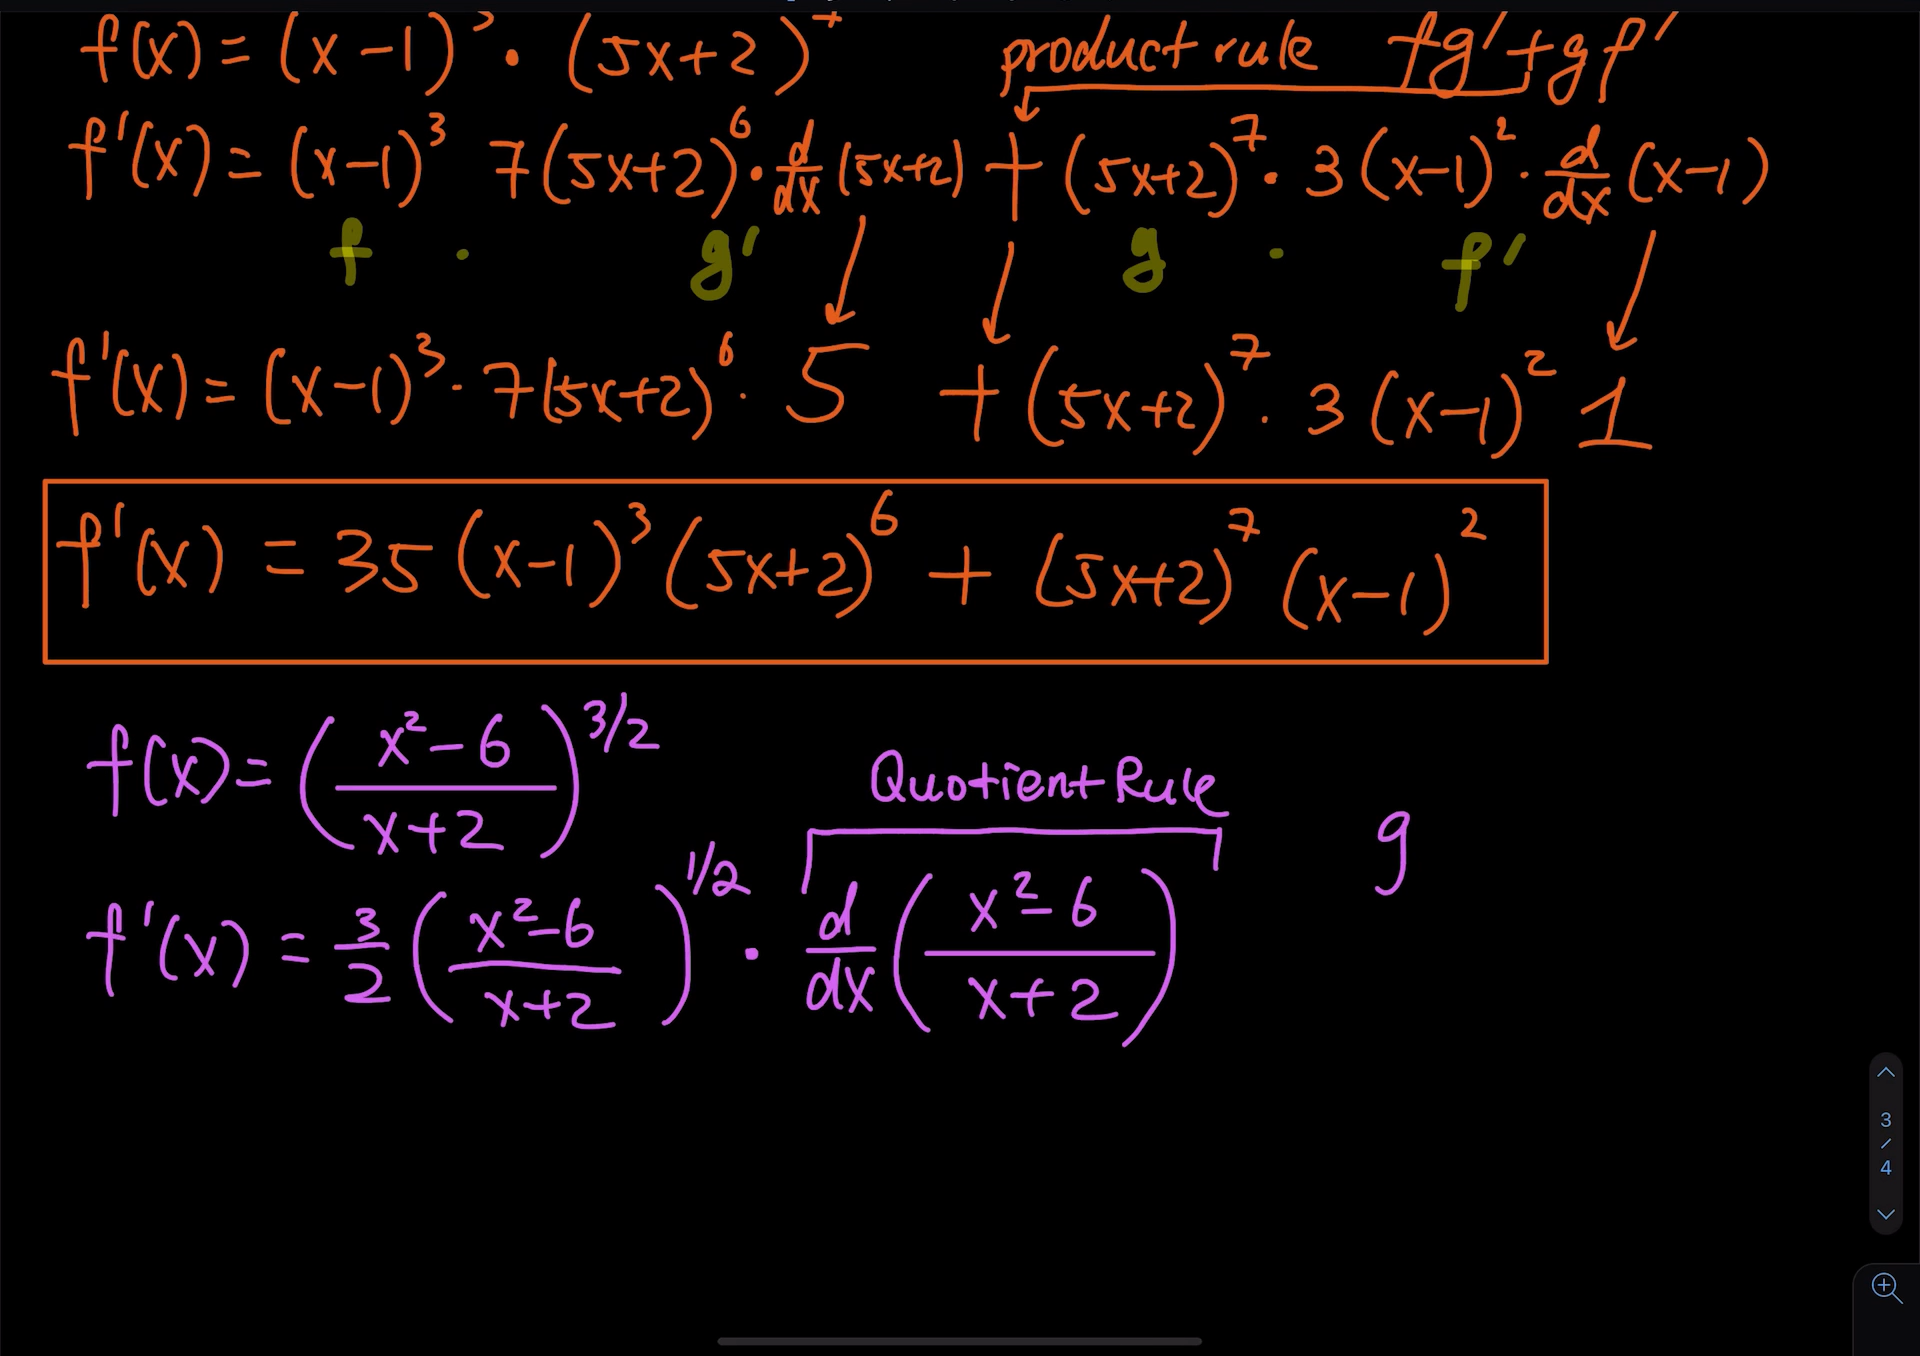 f(x) = (x-1)³ · (5x+2)⁷ product rule fg'+gf'
f'(x) = (x-1)³ 7(5x+2)⁶ · d/dx (5x+2) + (5x+2)⁷ · 3(x-1)² · d/dx (x-1)
f · g' g · f'
f'(x) = (x-1)³ · 7(5x+2)⁶ · 5 + (5x+2)⁷ · 3(x-1)² 1
f'(x) = 35(x-1)³(5x+2)⁶ + (5x+2)⁷(x-1)²
f(x) = ((x²-6)/(x+2))^(3/2)
Quotient Rule g
f'(x) = 3/2 ((x²-6)/(x+2))^(1/2) · d/dx ((x²-6)/(x+2))
3
/
4